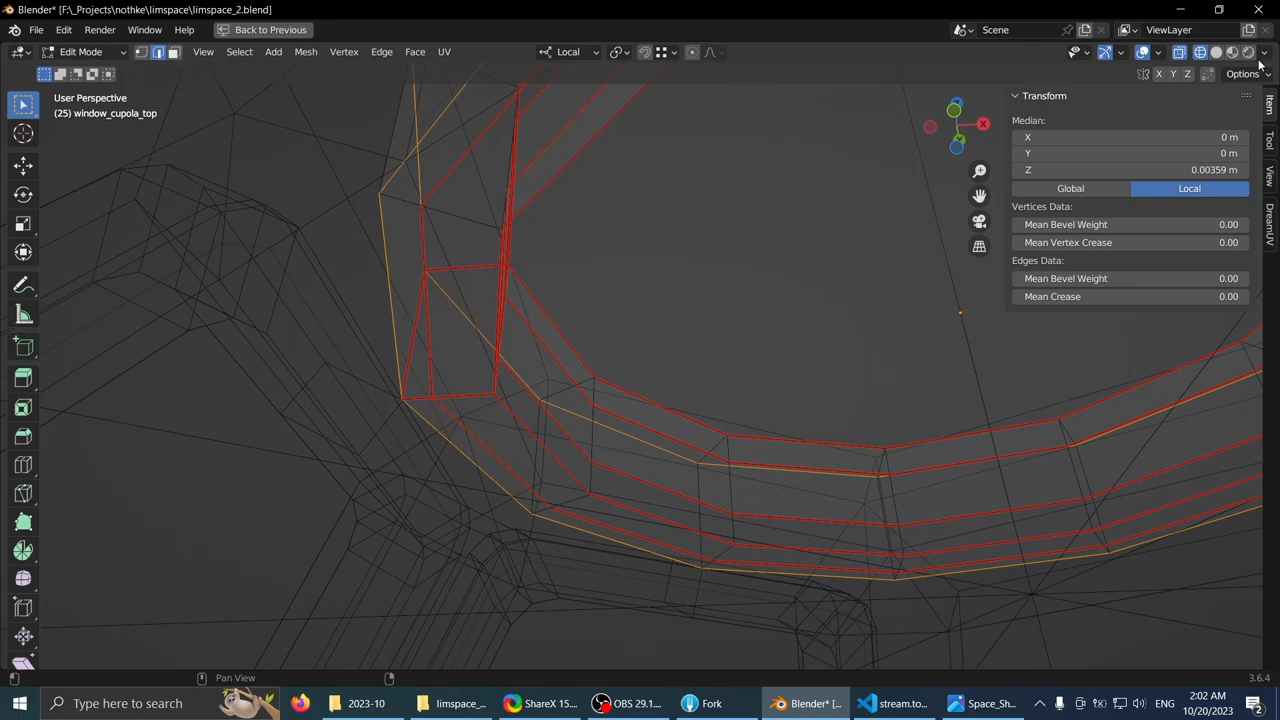 Blender* [F:\_Projects\nothke\limspace\limspace_2.blend]
File Edit Render Window Help Back to Previous Scene ViewLayer
Edit Mode View Select Add Mesh Vertex Edge Face UV Local
X Y Z Options
User Perspective
(25) window_cupola_top
Transform
Median:
X 0 m
Y 0 m
Z 0.00359 m
Global Local
Vertices Data:
Mean Bevel Weight 0.00
Mean Vertex Crease 0.00
Edges Data:
Mean Bevel Weight 0.00
Mean Crease 0.00
Item
Tool
View
DreamUV
Pan View 3.6.4
Type here to search 2023-10 limspace_... ShareX 15.... OBS 29.1.... Fork Blender* [... stream.to... Space_Sh... ENG 2:02 AM
10/20/2023 2